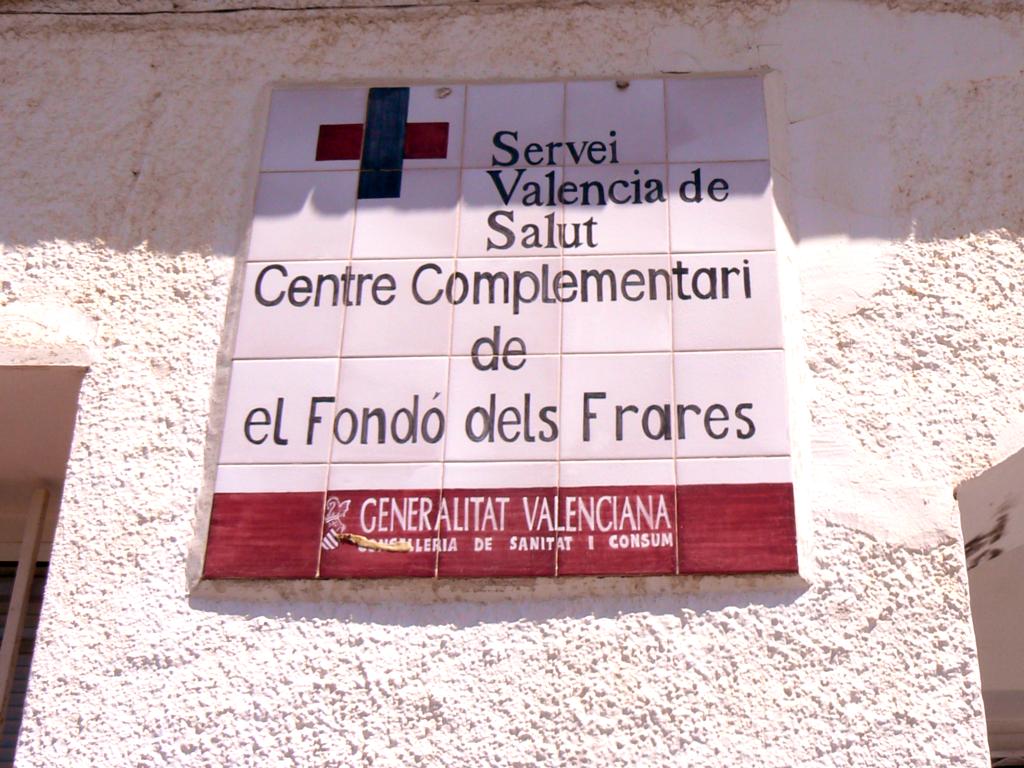 Servei
Valencia de
Salut
Centre Complementari
de
el Fondó dels Frares
GENERALITAT VALENCIANA
CONSELLERIA DE SANITAT I CONSUM